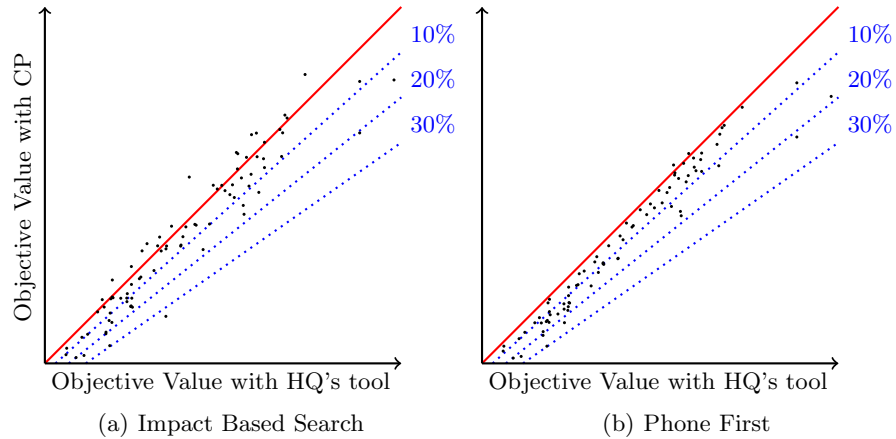 Objective Value with CP
10%
20%
30%
Objective Value with HQ's tool
(a) Impact Based Search
10%
20%
30%
Objective Value with HQ's tool
(b) Phone First